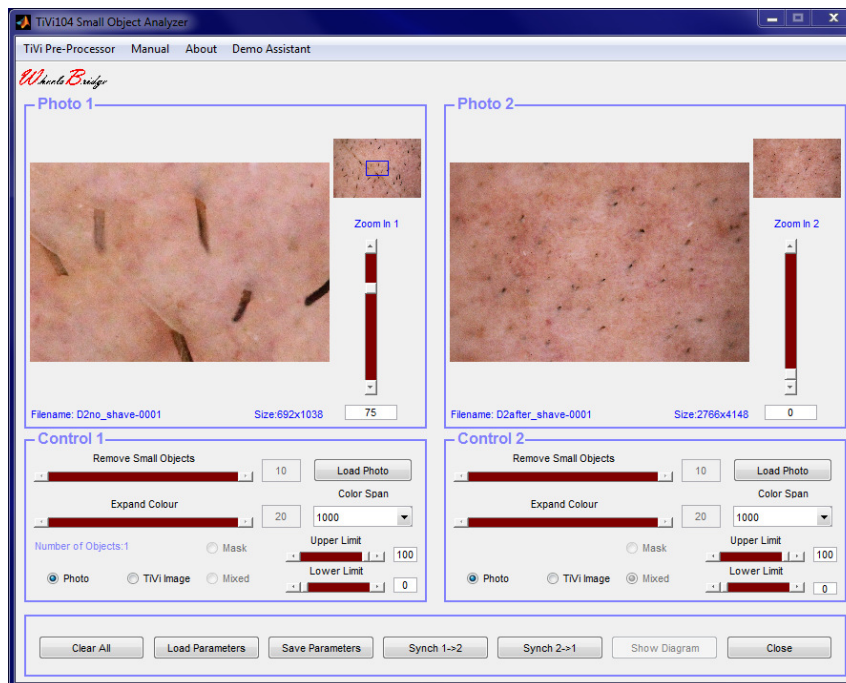 TiVi104 Small Object Analyzer
TiVi Pre-Processor Manual About Demo Assistant
Wheels Bridge
Photo 1
Zoom In 1
Filename: D2no_shave-0001 Size:692x1038 75
Photo 2
Zoom In 2
Filename: D2after_shave-0001 Size:2766x4148 0
Control 1
Remove Small Objects
10 Load Photo
Expand Colour Color Span
20 1000
Number of Objects:1 Mask Upper Limit
100
Photo TiVi Image Mixed Lower Limit
0
Control 2
Remove Small Objects
10 Load Photo
Expand Colour Color Span
20 1000
Mask Upper Limit
100
Photo TiVi Image Mixed Lower Limit
0
Clear All Load Parameters Save Parameters Synch 1->2 Synch 2->1 Show Diagram Close